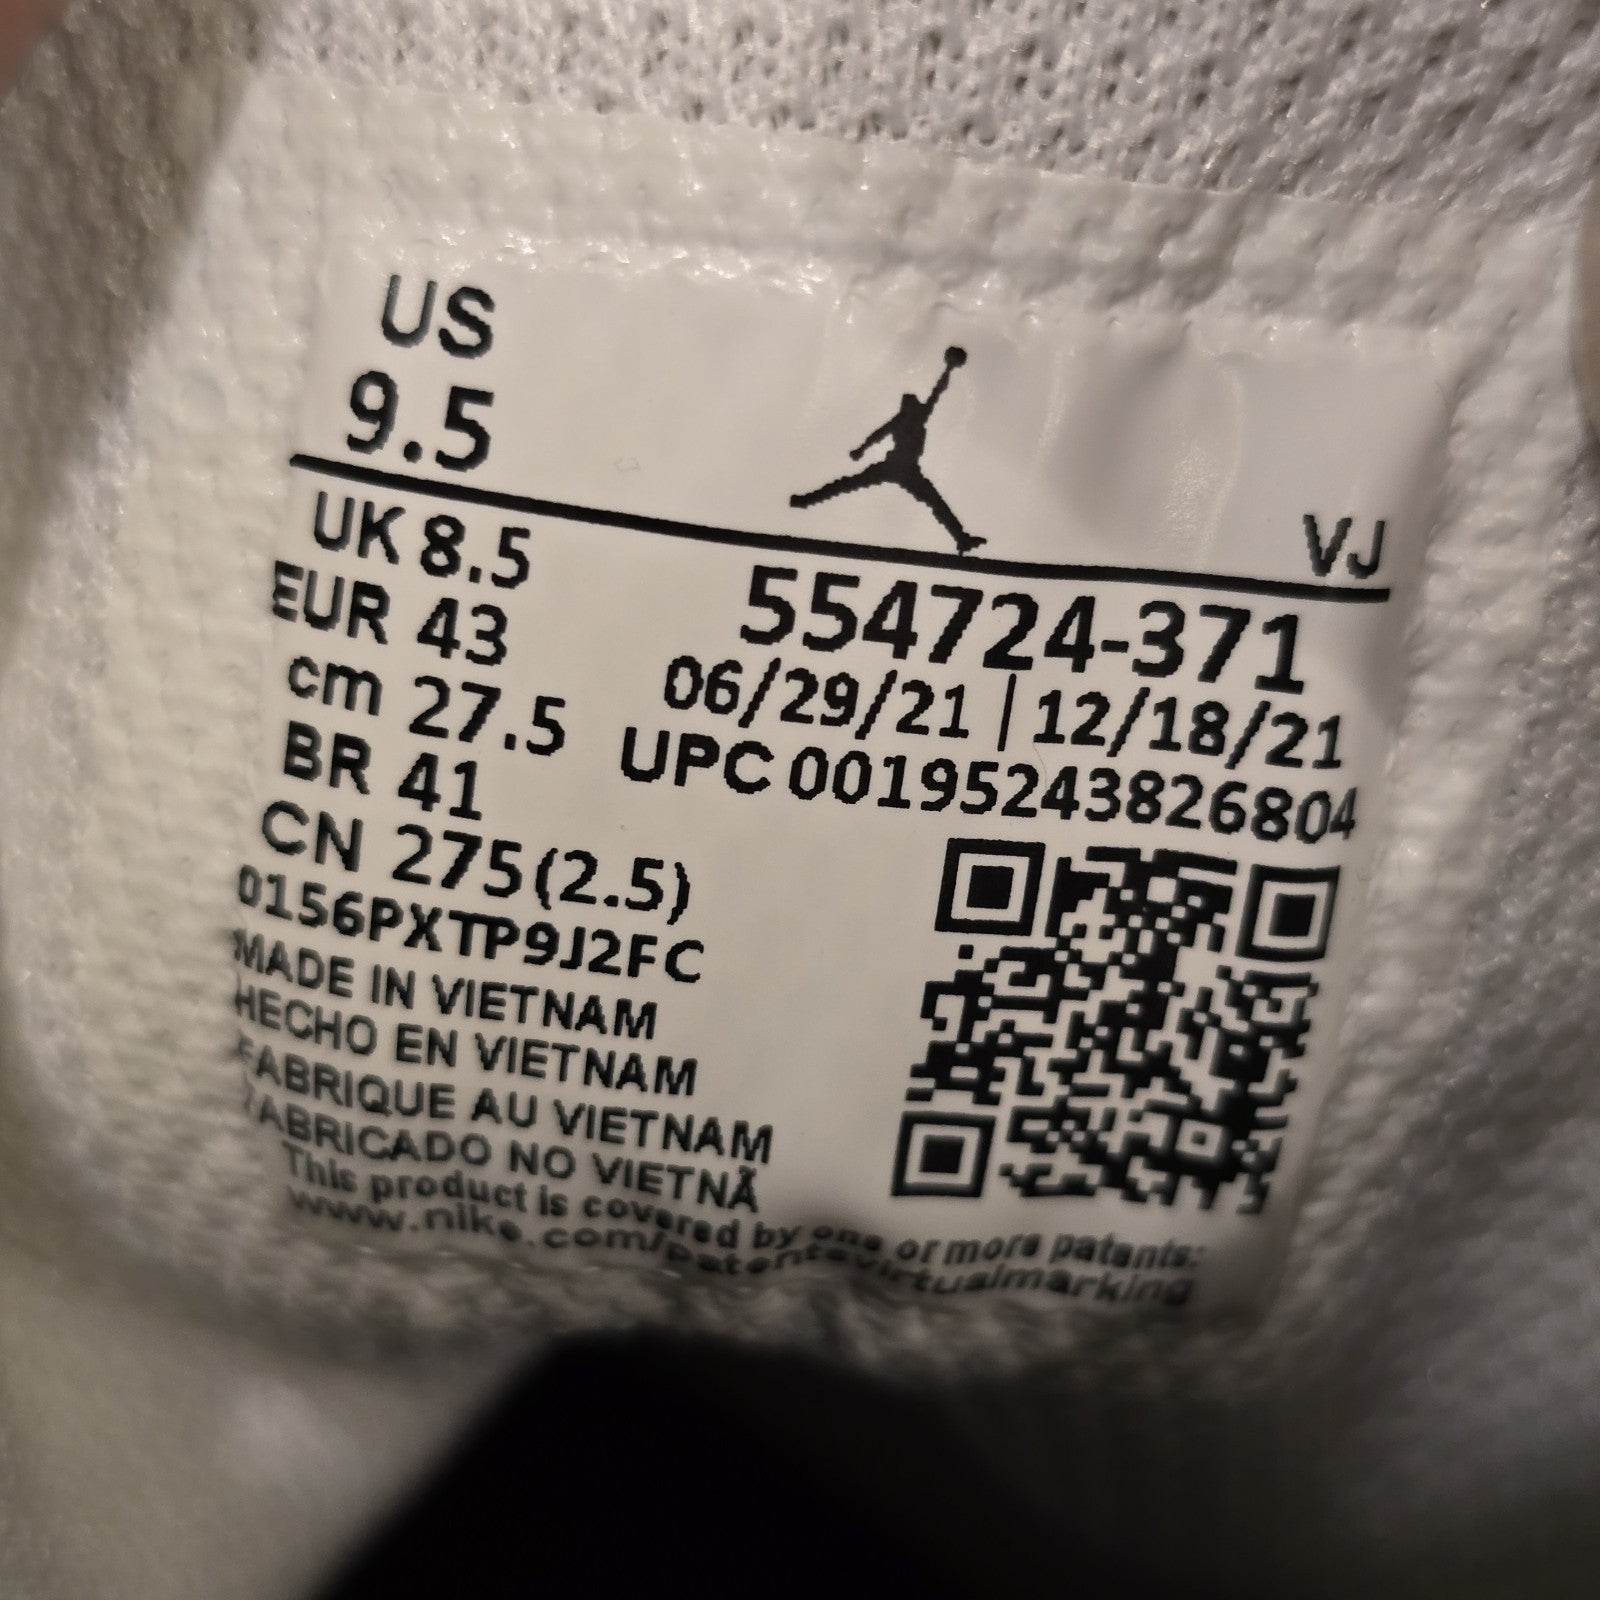 US
9.5
VJ
UK 8.5
EUR 43
cm 27.5
BR 41
CN 275(2.5)
554724-371
06/29/21 | 12/18/21
UPC 00195243826804
0156PXTP9J2FC
MADE IN VIETNAM
HECHO EN VIETNAM
FABRIQUE AU VIETNAM
FABRICADO NO VIETNÃ
This product is covered by one or more patents:
www.nike.com/patentsvirtualmarking